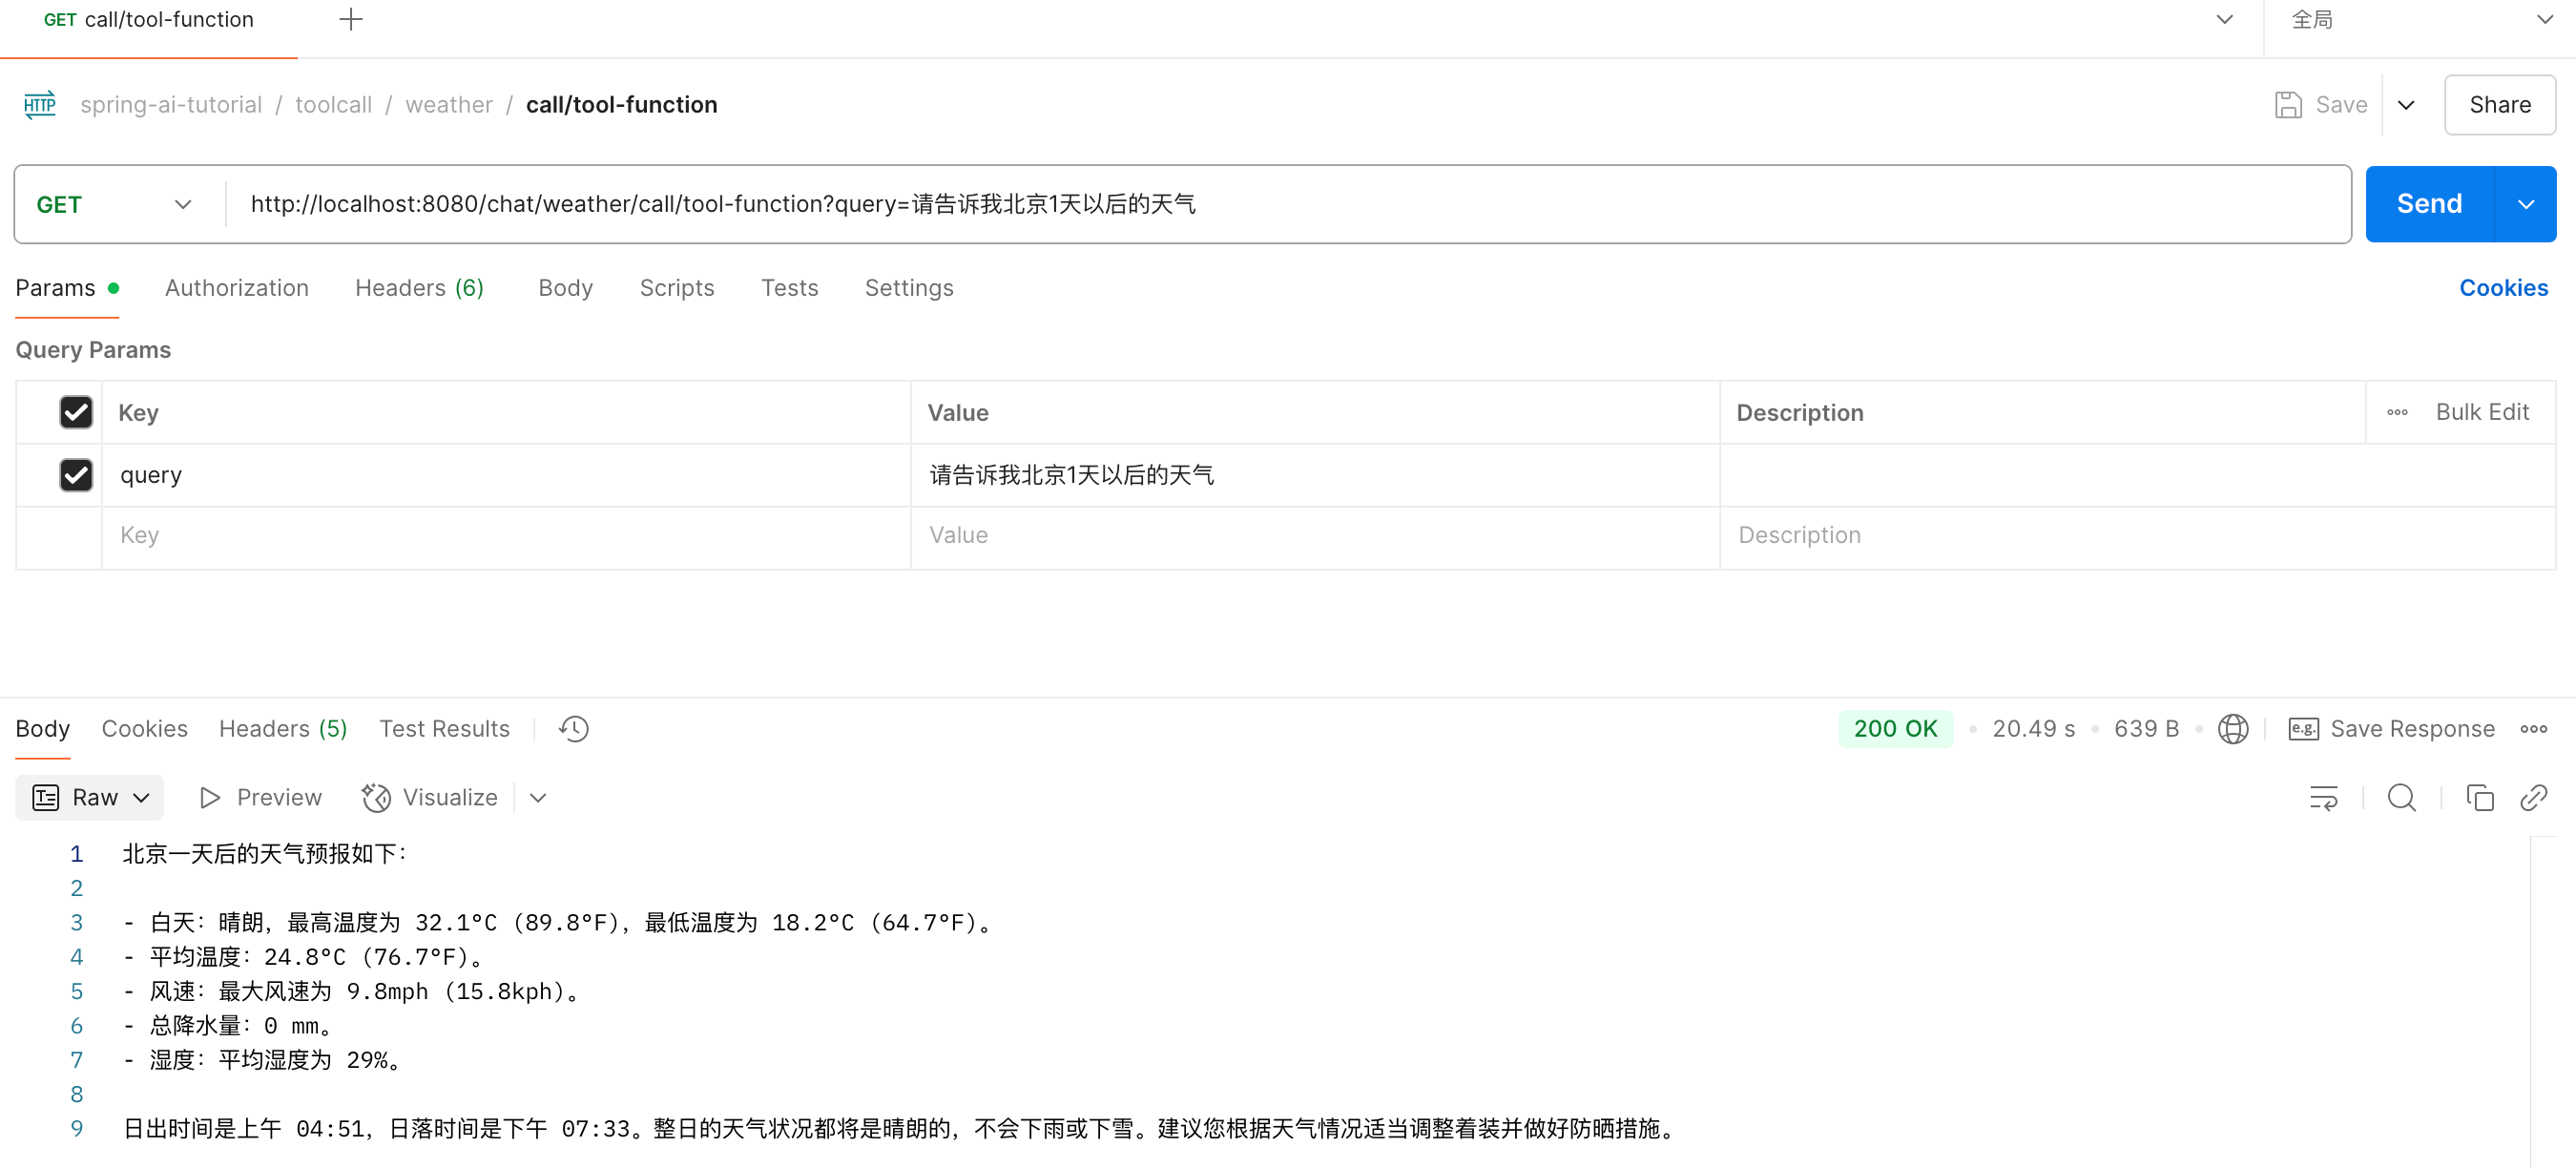 GET call/tool-function
全局
HTTP spring-ai-tutorial / toolcall / weather / call/tool-function Save Share
GET http://localhost:8080/chat/weather/call/tool-function?query=请告诉我北京1天以后的天气 Send
Params Authorization Headers (6) Body Scripts Tests Settings Cookies
Query Params
Key Value Description Bulk Edit
query 请告诉我北京1天以后的天气
Key Value Description
Body Cookies Headers (5) Test Results 200 OK 20.49 s 639 B e.g. Save Response
Raw Preview Visualize
1 北京一天后的天气预报如下：
2
3 - 白天：晴朗，最高温度为 32.1°C (89.8°F)，最低温度为 18.2°C (64.7°F)。
4 - 平均温度：24.8°C (76.7°F)。
5 - 风速：最大风速为 9.8mph (15.8kph)。
6 - 总降水量：0 mm。
7 - 湿度：平均湿度为 29%。
8
9 日出时间是上午 04:51，日落时间是下午 07:33。整日的天气状况都将是晴朗的，不会下雨或下雪。建议您根据天气情况适当调整着装并做好防晒措施。